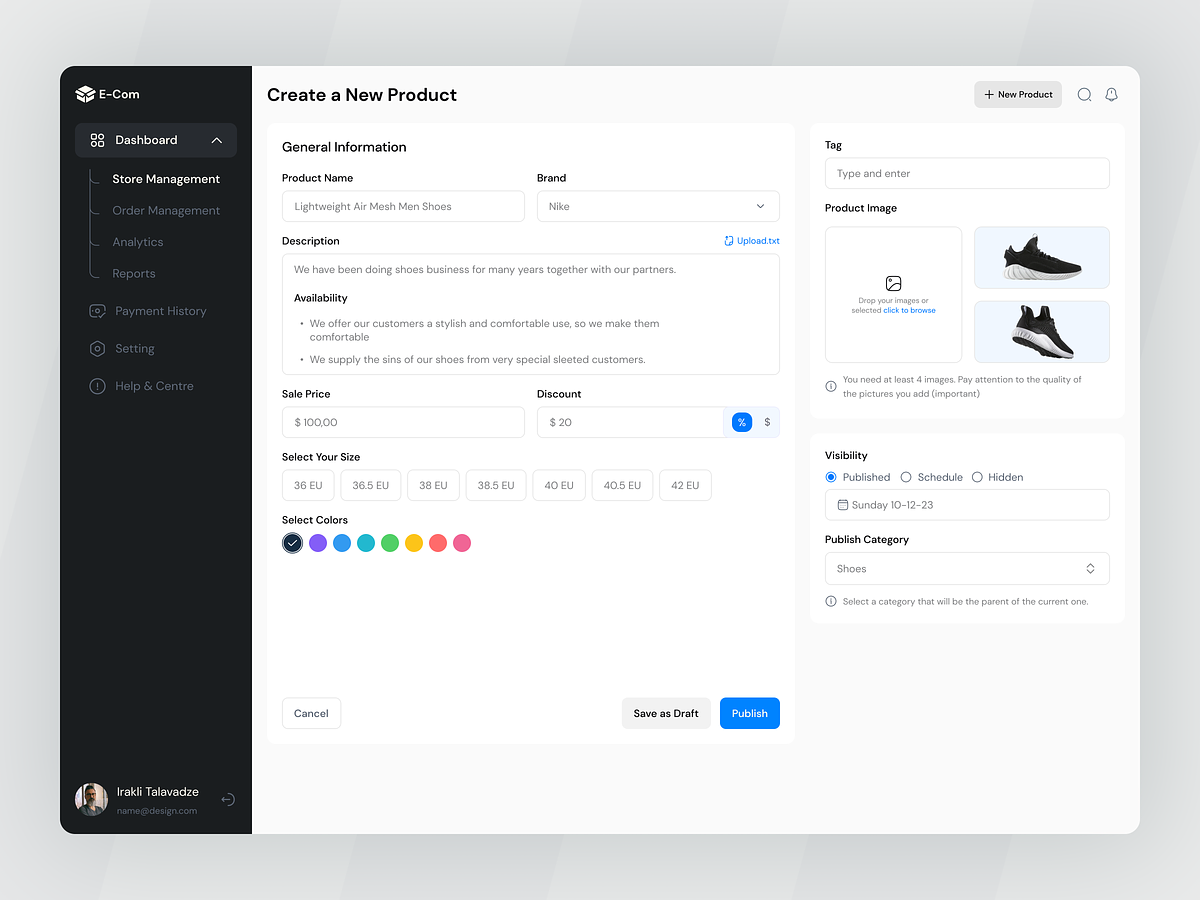 E-Com
Dashboard
Store Management
Order Management
Analytics
Reports
Payment History
Setting
Help & Centre
Irakli Talavadze
name@design.com
Create a New Product
New Product
General Information
Product Name
Lightweight Air Mesh Men Shoes
Brand
Nike
Description
Upload.txt
We have been doing shoes business for many years together with our partners.
Availability
• We offer our customers a stylish and comfortable use, so we make them
comfortable
• We supply the sins of our shoes from very special sleeted customers.
Sale Price
$ 100,00
Discount
$ 20
%
$
Select Your Size
36 EU
36.5 EU
38 EU
38.5 EU
40 EU
40.5 EU
42 EU
Select Colors
Cancel
Save as Draft
Publish
Tag
Type and enter
Product Image
Drop your images or
selected click to browse
You need at least 4 images. Pay attention to the quality of
the pictures you add (important)
Visibility
Published
Schedule
Hidden
Sunday 10-12-23
Publish Category
Shoes
Select a category that will be the parent of the current one.